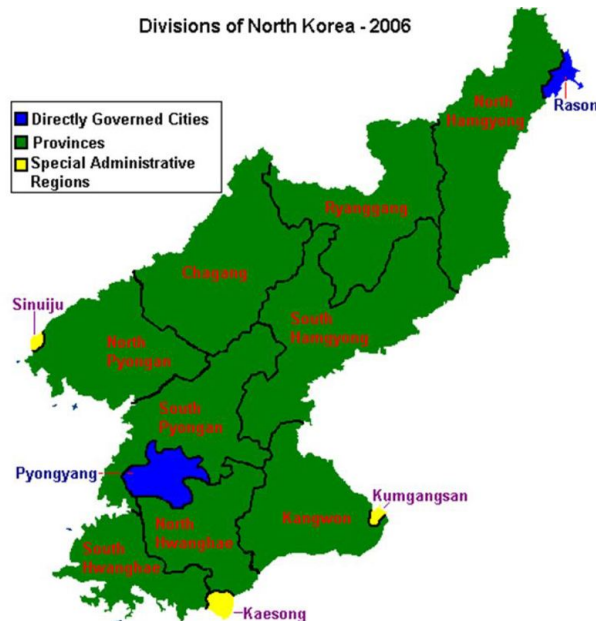 Divisions of North Korea - 2006
Directly Governed Cities
Provinces
Special Administrative
Regions
North
Hamgyong
Rason
Ryanggang
Chagang
Sinuiju
South
Hamgyong
North
Pyongan
South
Pyongan
Pyongyang
Kumgangsan
North
Hwanghae
Kangwon
South
Hwanghae
Kaesong